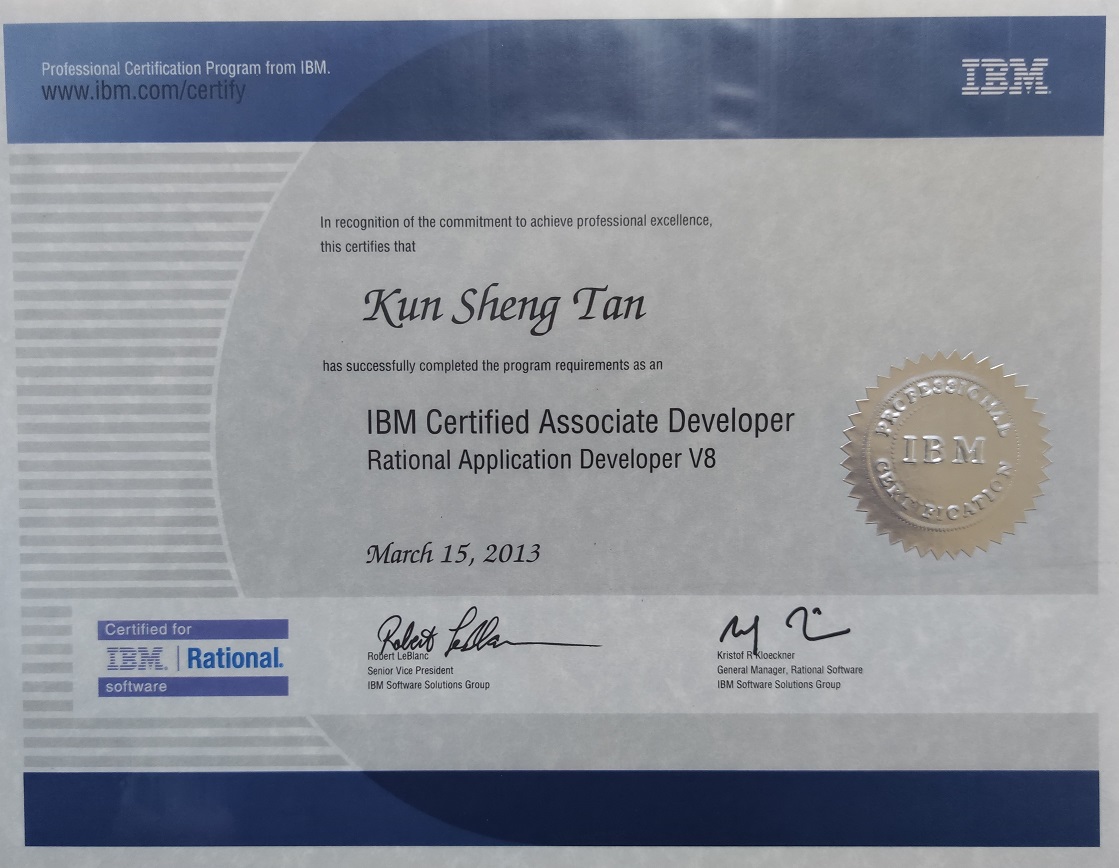 Professional Certification Program from IBM.
www.ibm.com/certify
IBM
In recognition of the commitment to achieve professional excellence,
this certifies that
Kun Sheng Tan
has successfully completed the program requirements as an
IBM Certified Associate Developer
Rational Application Developer V8
PROFESSIONAL
IBM
CERTIFICATION
March 15, 2013
Certified for
IBM. Rational.
software
Robert LeBlanc
Robert LeBlanc
Senior Vice President
IBM Software Solutions Group
Kristof R Kloeckner
General Manager, Rational Software
IBM Software Solutions Group